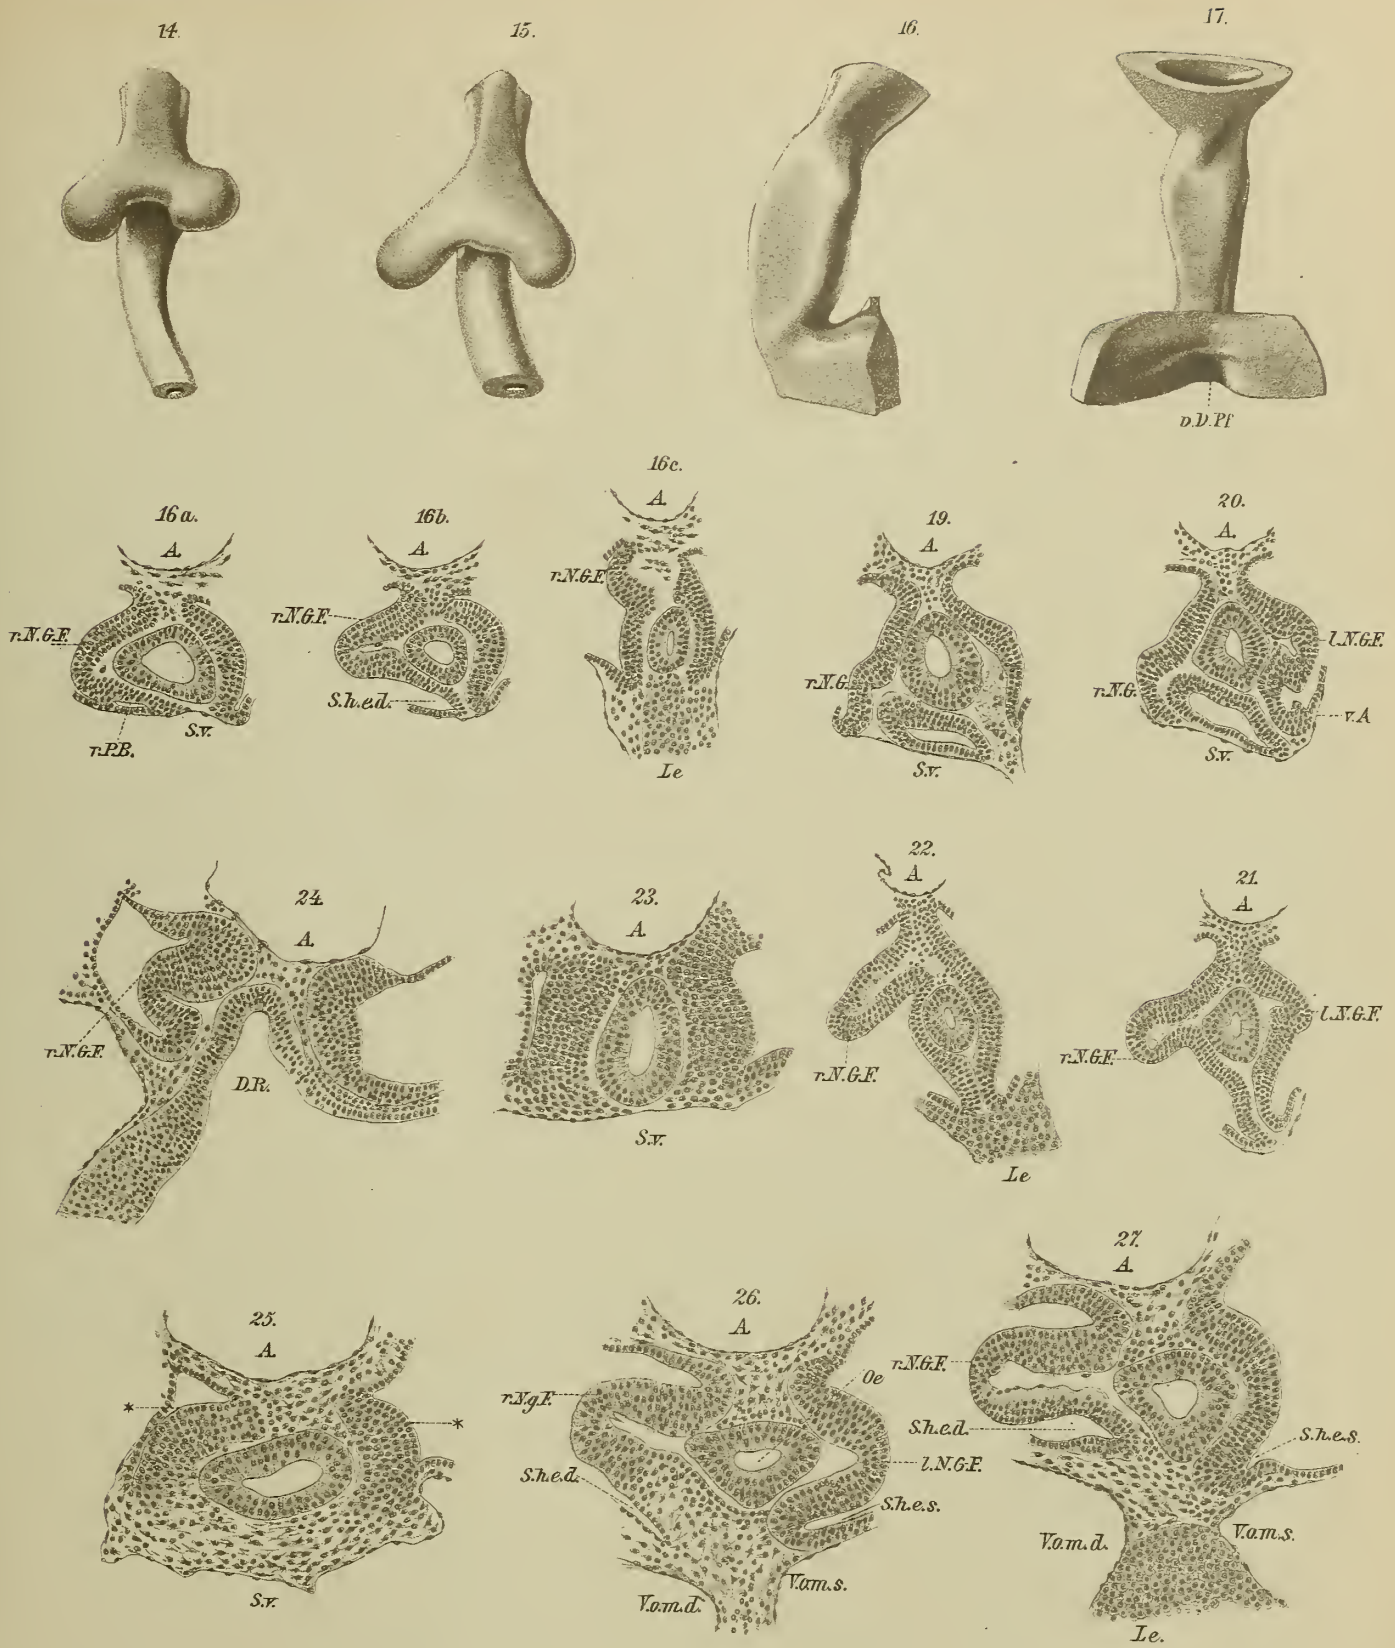 14.
15.
16.
17.
v.V.Pf
16a.
A.
r.N.G.F.
r.P.B.
S.v.
16b.
A.
r.N.G.F.
S.h.e.d.
16c.
A.
r.N.G.F.
Le
19.
A.
r.N.G.
S.v.
20.
A.
l.N.G.F.
r.N.G.
v.A
S.v.
24.
A.
r.N.G.F.
D.R.
23.
A.
S.v.
22.
A.
r.N.G.F.
Le
21.
A.
l.N.G.F.
r.N.G.F.
25.
A.
*
*
S.v.
26.
A.
Oe
r.N.g.F.
l.N.G.F.
S.h.e.d.
S.h.e.s.
V.o.m.d.
V.o.m.s.
27.
A.
r.N.G.F.
S.h.e.d.
S.h.e.s.
V.o.m.d.
V.o.m.s.
Le.